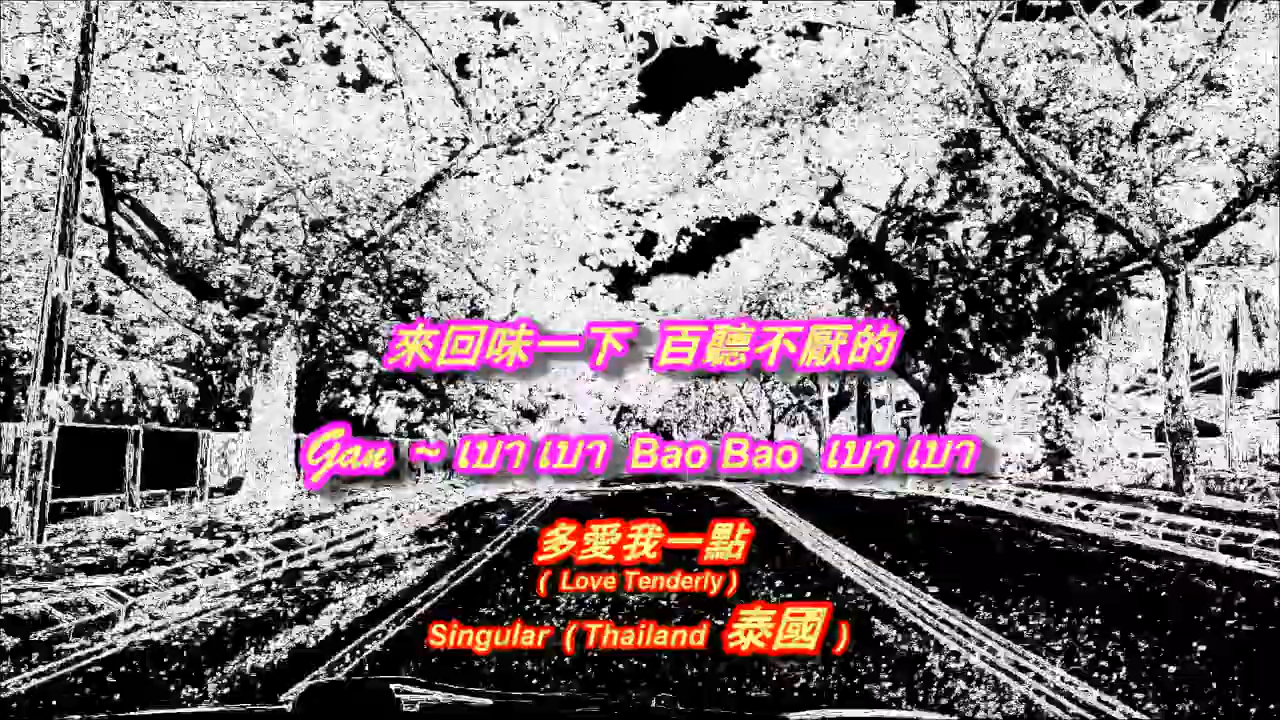 來回味一下 百聽不厭的
Gan ~ เบา เบา Bao Bao เบา เบา
多愛我一點
( Love Tenderly )
Singular ( Thailand 泰國 )